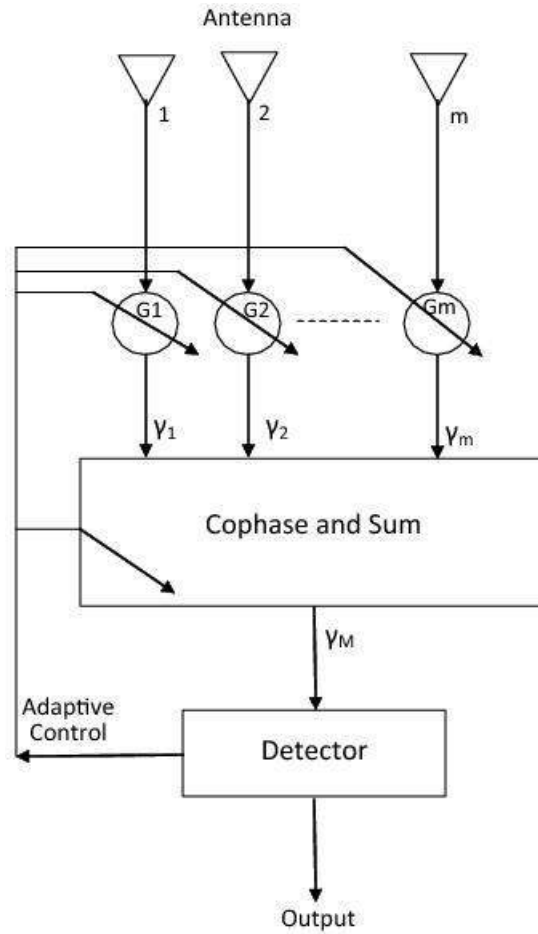 Antenna
1
2
m
G1
G2
Gm
γ₁
γ₂
γₘ
Cophase and Sum
γM
Adaptive
Control
Detector
Output